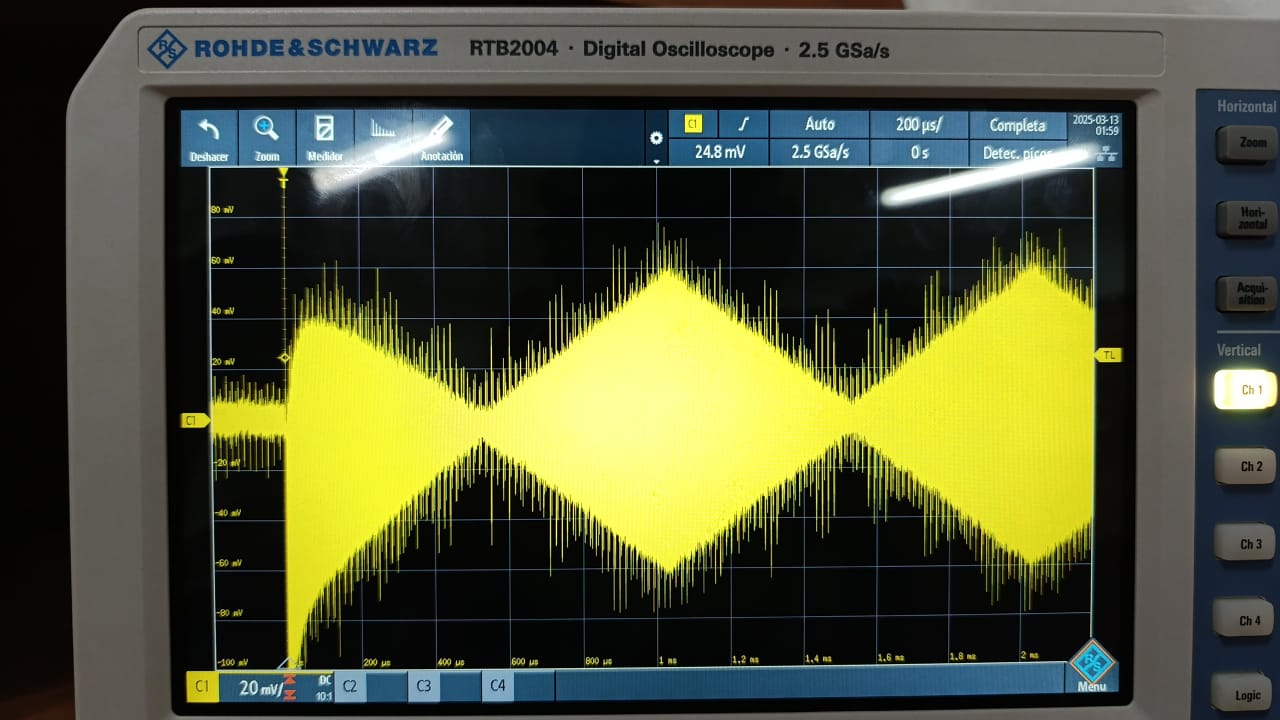 ROHDE&SCHWARZ RTB2004 · Digital Oscilloscope · 2.5 GSa/s
Deshacer Zoom Medidor Anotación
C1 Auto 200 µs/ Completa 2025-03-13
01:59
24.8 mV 2.5 GSa/s 0 s Detec. picos
80 mV
60 mV
40 mV
20 mV
TL
C1
-20 mV
-40 mV
-60 mV
-80 mV
-100 mV 200 µs 400 µs 600 µs 800 µs 1 ms 1.2 ms 1.4 ms 1.6 ms 1.8 ms 2 ms
C1 20 mV/ DC
10:1
C2 C3 C4 Menu
Horizontal
Zoom
Hori-
zontal
Acqui-
sition
Vertical
Ch 1
Ch 2
Ch 3
Ch 4
Logic